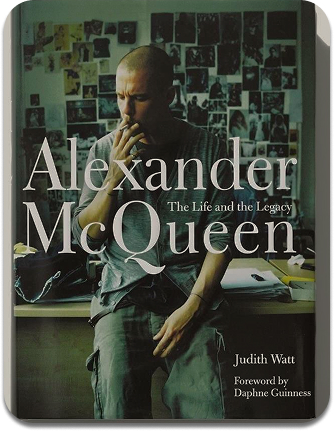 Alexander
The Life and the Legacy
McQueen
Judith Watt
Foreword by
Daphne Guinness